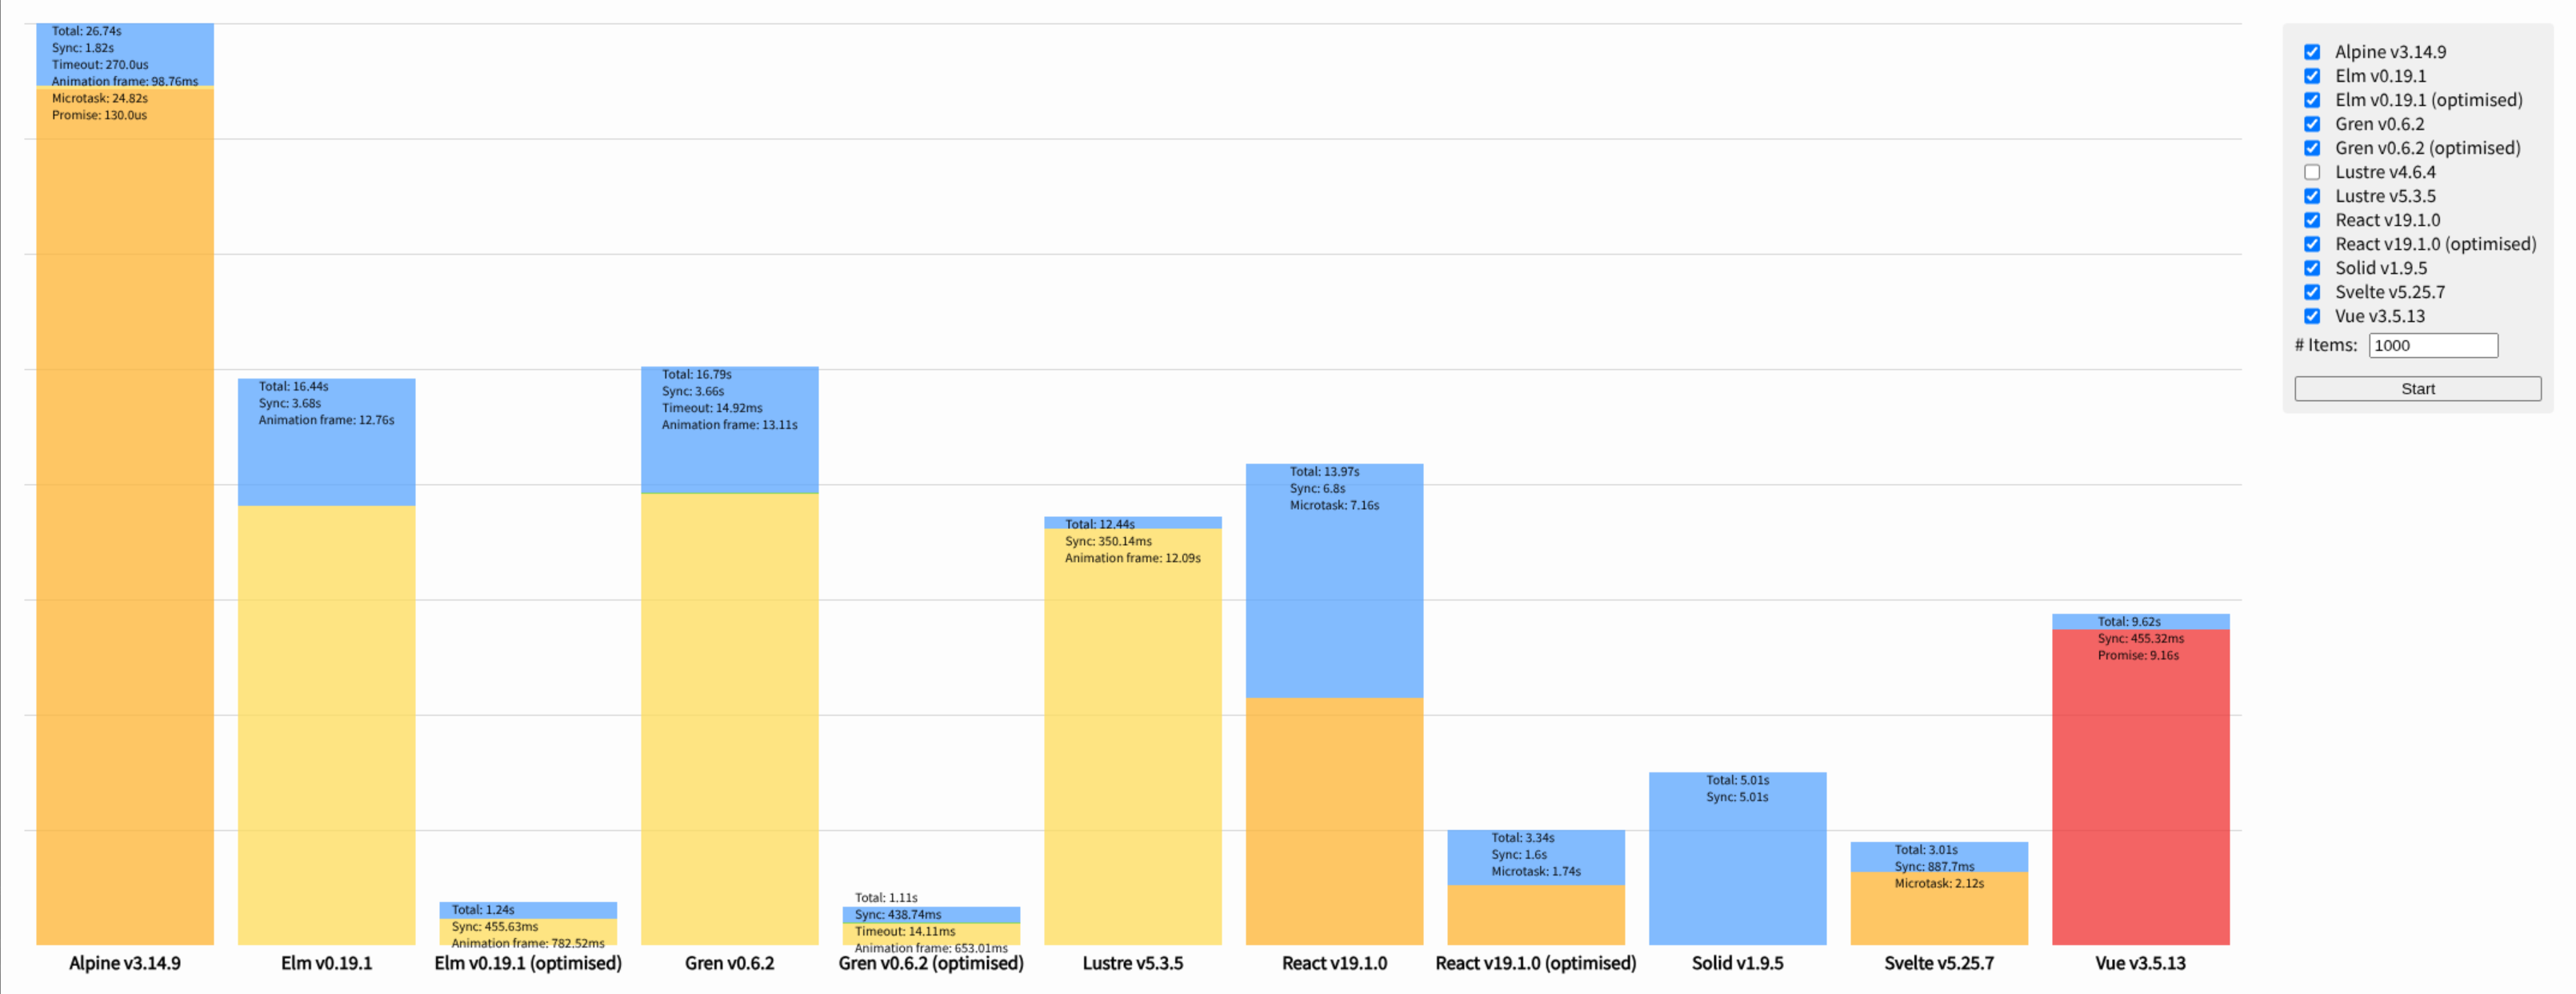 Total: 26.74s
Sync: 1.82s
Timeout: 270.0us
Animation frame: 98.76ms
Microtask: 24.82s
Promise: 130.0us
Total: 16.44s
Sync: 3.68s
Animation frame: 12.76s
Total: 1.24s
Sync: 455.63ms
Animation frame: 782.52ms
Total: 16.79s
Sync: 3.66s
Timeout: 14.92ms
Animation frame: 13.11s
Total: 1.11s
Sync: 438.74ms
Timeout: 14.11ms
Animation frame: 653.01ms
Total: 12.44s
Sync: 350.14ms
Animation frame: 12.09s
Total: 13.97s
Sync: 6.8s
Microtask: 7.16s
Total: 3.34s
Sync: 1.6s
Microtask: 1.74s
Total: 5.01s
Sync: 5.01s
Total: 3.01s
Sync: 887.7ms
Microtask: 2.12s
Total: 9.62s
Sync: 455.32ms
Promise: 9.16s
Alpine v3.14.9
Elm v0.19.1
Elm v0.19.1 (optimised)
Gren v0.6.2
Gren v0.6.2 (optimised)
Lustre v5.3.5
React v19.1.0
React v19.1.0 (optimised)
Solid v1.9.5
Svelte v5.25.7
Vue v3.5.13
Alpine v3.14.9
Elm v0.19.1
Elm v0.19.1 (optimised)
Gren v0.6.2
Gren v0.6.2 (optimised)
Lustre v4.6.4
Lustre v5.3.5
React v19.1.0
React v19.1.0 (optimised)
Solid v1.9.5
Svelte v5.25.7
Vue v3.5.13
# Items: 1000
Start